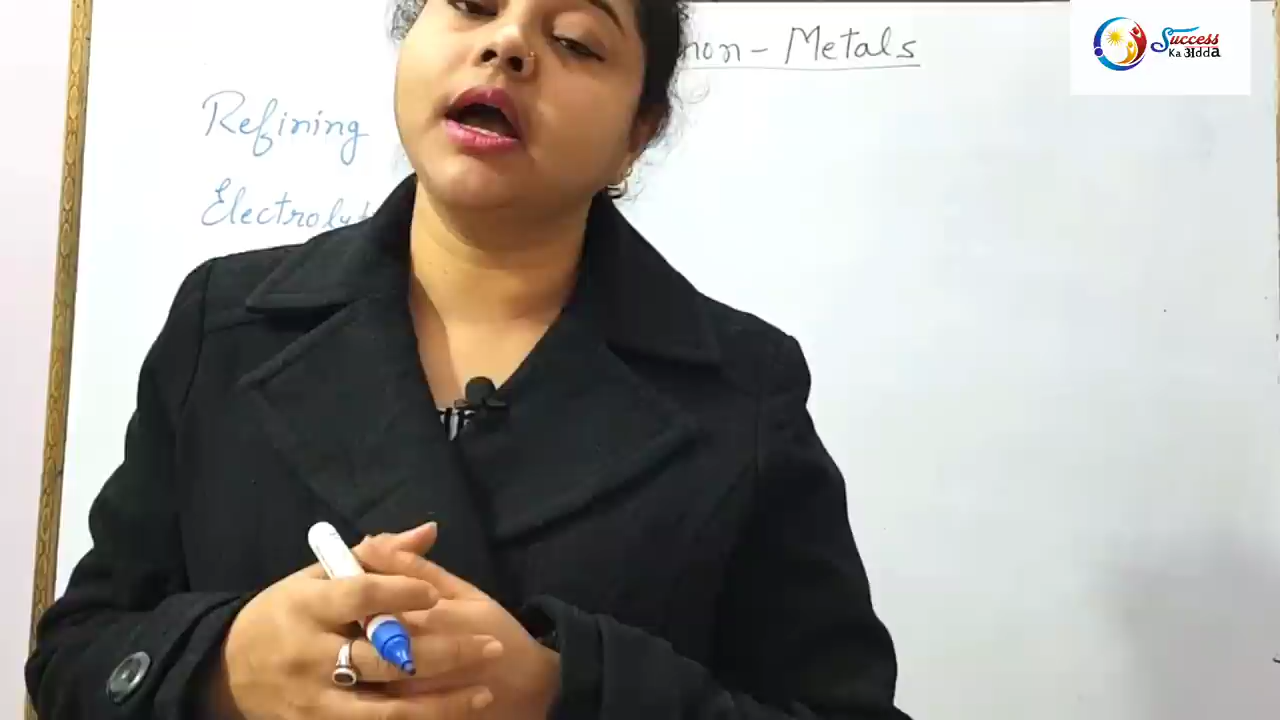 non - Metals
Success
Ka अड्डा
Refining